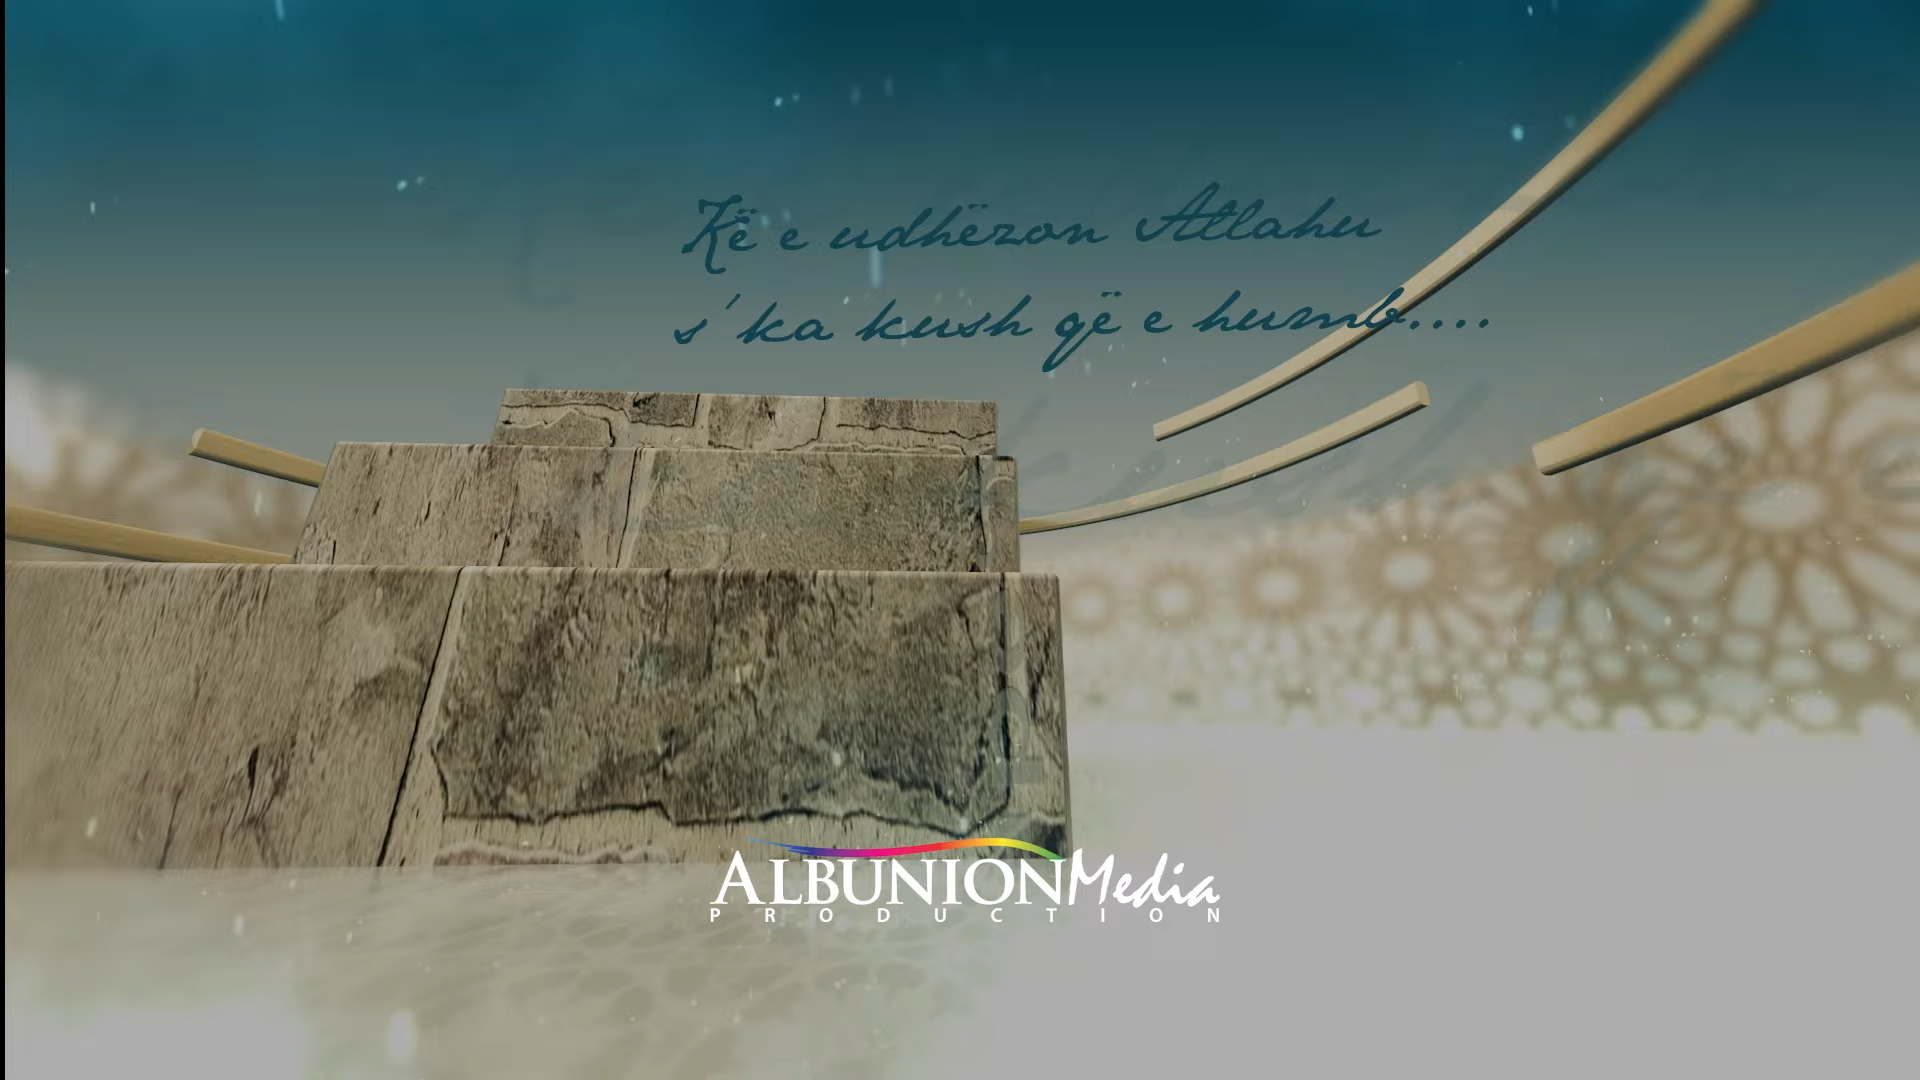 Kë e udhëzon Allahu
s'ka kush që e humb....
ALBUNIONMedia
PRODUCTION